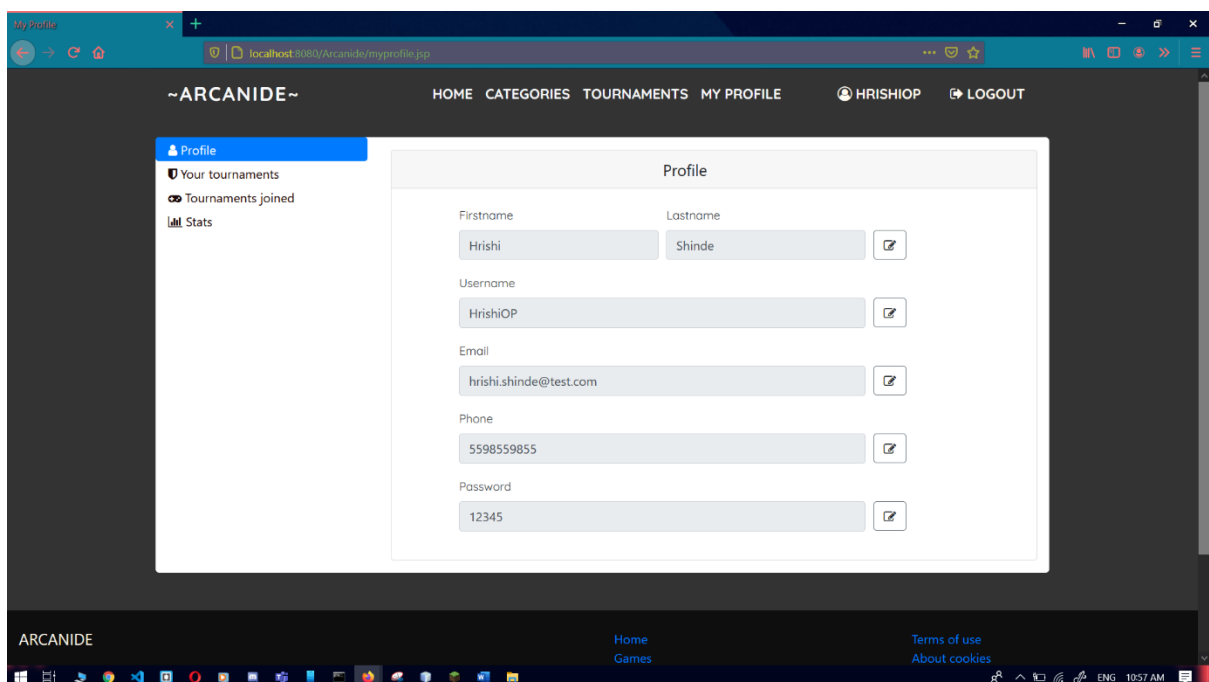 My Profile
localhost:8080/Arcanide/myprofile.jsp
~ARCANIDE~ HOME CATEGORIES TOURNAMENTS MY PROFILE HRISHIOP LOGOUT
Profile
Your tournaments
Tournaments joined
Stats
Profile
Firstname Lastname
Hrishi Shinde
Username
HrishiOP
Email
hrishi.shinde@test.com
Phone
5598559855
Password
12345
ARCANIDE Home Terms of use
Games About cookies
ENG 10:57 AM